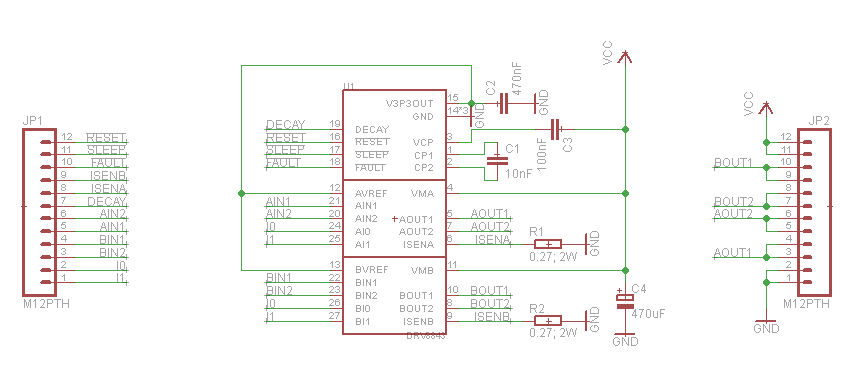 JP1
12 RESET
11 SLEEP
10 FAULT
9 ISENB
8 ISENA
7 DECAY
6 AIN2
5 AIN1
4 BIN1
3 BIN2
2 I0
1 I1
M12PTH
U1
V3P3OUT 15
GND 14*3
DECAY 19 DECAY
RESET 16 RESET
SLEEP 17 SLEEP
FAULT 18 FAULT
VCP 3
CP1 1
CP2 2
12 AVREF
VMA 4
AIN1 21 AIN1
AIN2 20 AIN2
I0 24 AI0
I1 25 AI1
AOUT1 5 AOUT1
AOUT2 7 AOUT2
ISENA 6 ISENA
13 BVREF
VMB 11
BIN1 22 BIN1
BIN2 23 BIN2
I0 26 BI0
I1 27 BI1
BOUT1 10 BOUT1
BOUT2 8 BOUT2
ISENB 9 ISENB
DRV8843
C2
470nF
GND
GND
C1
10nF
100nF
C3
VCC
R1
0.27; 2W
GND
R2
0.27; 2W
GND
C4
470uF
GND
VCC
JP2
12
11
BOUT1 10
9
8
BOUT2 7
AOUT2 6
5
4
AOUT1 3
2
1
M12PTH
GND